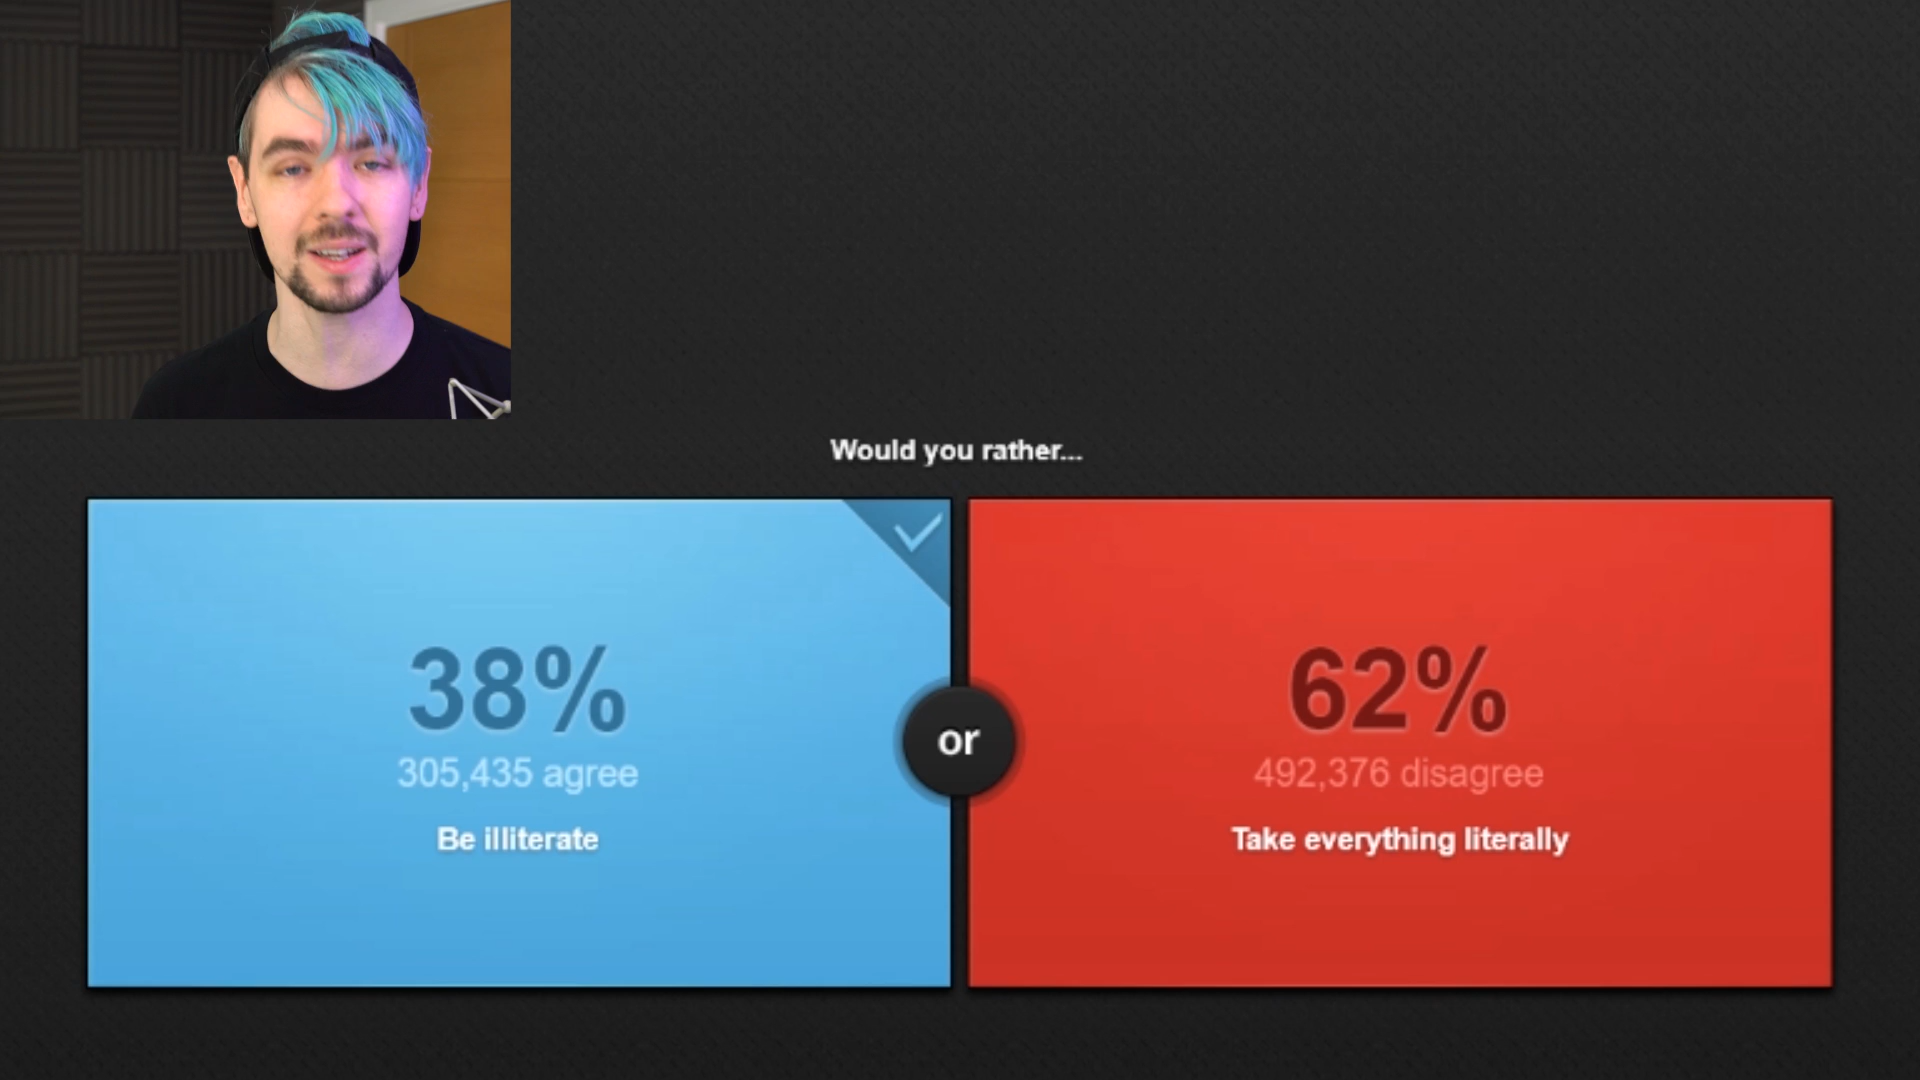 Would you rather...
38%
305,435 agree
Be illiterate
or
62%
492,376 disagree
Take everything literally